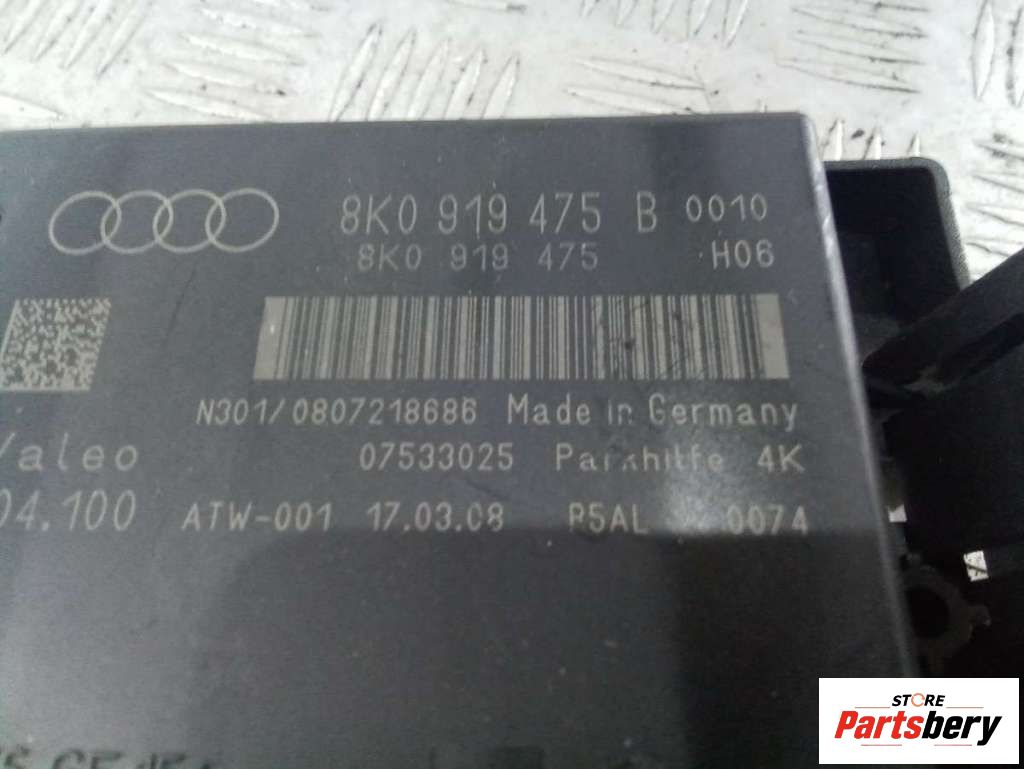 8K0 919 475 B 0010
8K0 919 475 H06
N301/0807218686 Made in Germany
Valeo 07533025 Parkhilfe 4K
04.100 ATW-001 17.03.08 P5AL 0074
STORE
Partsbery